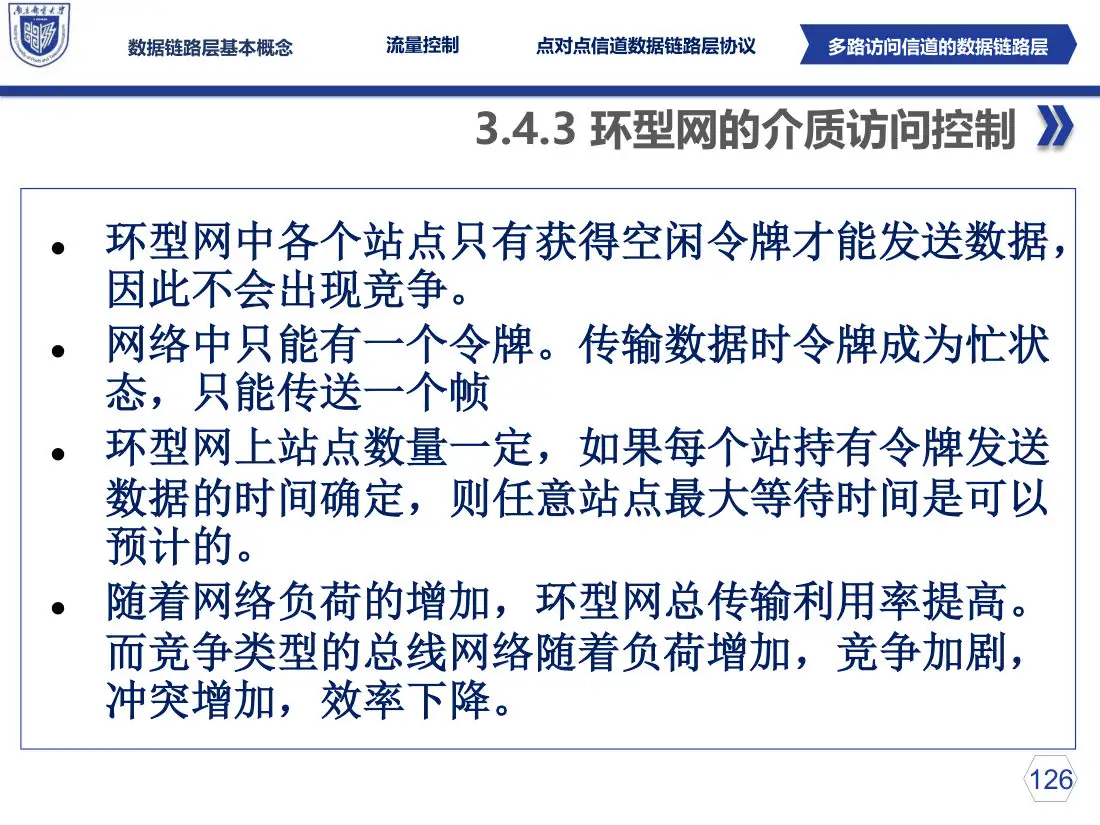 南京邮电大学
数据链路层基本概念
流量控制
点对点信道数据链路层协议
多路访问信道的数据链路层
3.4.3 环型网的介质访问控制
• 环型网中各个站点只有获得空闲令牌才能发送数据，
因此不会出现竞争。
• 网络中只能有一个令牌。传输数据时令牌成为忙状
态，只能传送一个帧
• 环型网上站点数量一定，如果每个站持有令牌发送
数据的时间确定，则任意站点最大等待时间是可以
预计的。
• 随着网络负荷的增加，环型网总传输利用率提高。
而竞争类型的总线网络随着负荷增加，竞争加剧，
冲突增加，效率下降。
126